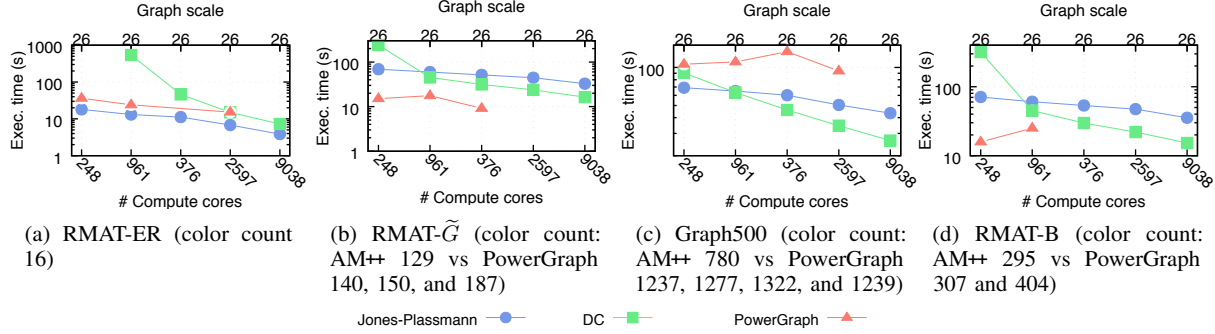 Graph scale
26 26 26 26 26
1000
100
10
1
Exec. time (s)
248 961 376 2597 9038
# Compute cores
(a) RMAT-ER (color count
16)
Graph scale
26 26 26 26 26
100
10
1
Exec. time (s)
248 961 376 2597 9038
# Compute cores
(b) RMAT-G̃ (color count:
AM++ 129 vs PowerGraph
140, 150, and 187)
Graph scale
26 26 26 26 26
100
Exec. time (s)
248 961 376 2597 9038
# Compute cores
(c) Graph500 (color count:
AM++ 780 vs PowerGraph
1237, 1277, 1322, and 1239)
Graph scale
26 26 26 26 26
100
10
Exec. time (s)
248 961 376 2597 9038
# Compute cores
(d) RMAT-B (color count:
AM++ 295 vs PowerGraph
307 and 404)
Jones-Plassmann DC PowerGraph